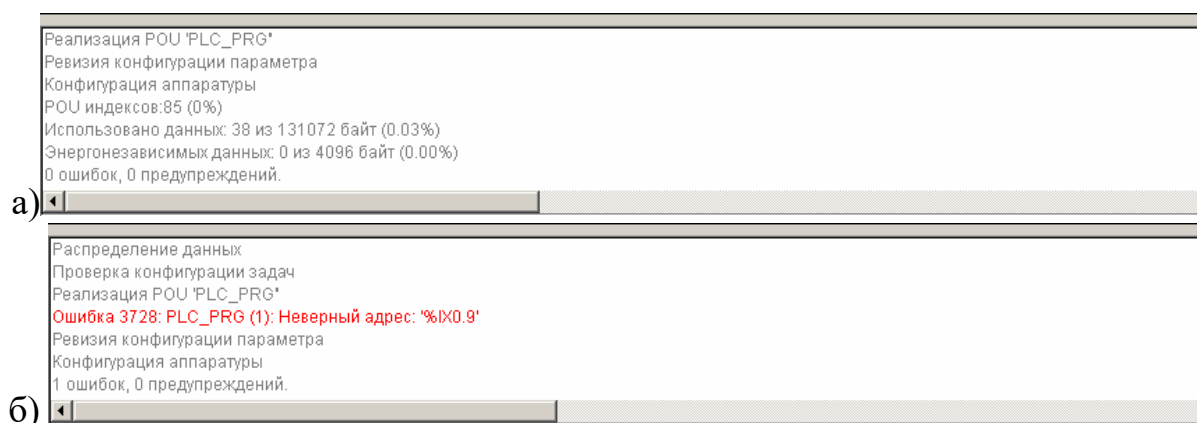 Реализация POU 'PLC_PRG'
Ревизия конфигурации параметра
Конфигурация аппаратуры
POU индексов:85 (0%)
Использовано данных: 38 из 131072 байт (0.03%)
Энергонезависимых данных: 0 из 4096 байт (0.00%)
0 ошибок, 0 предупреждений.
а)
Распределение данных
Проверка конфигурации задач
Реализация POU 'PLC_PRG'
Ошибка 3728: PLC_PRG (1): Неверный адрес: '%IX0.9'
Ревизия конфигурации параметра
Конфигурация аппаратуры
1 ошибок, 0 предупреждений.
б)